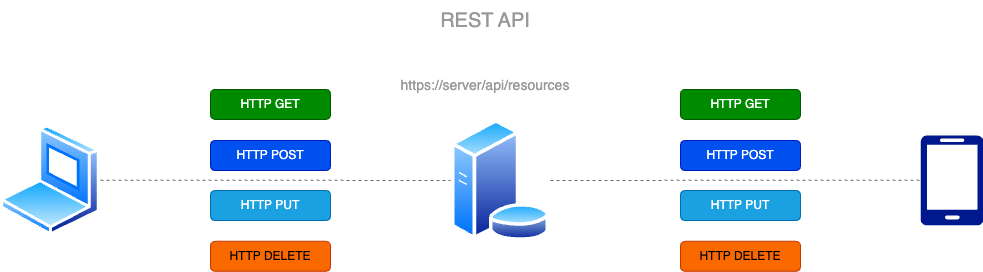 REST API
https://server/api/resources
HTTP GET
HTTP POST
HTTP PUT
HTTP DELETE
HTTP GET
HTTP POST
HTTP PUT
HTTP DELETE